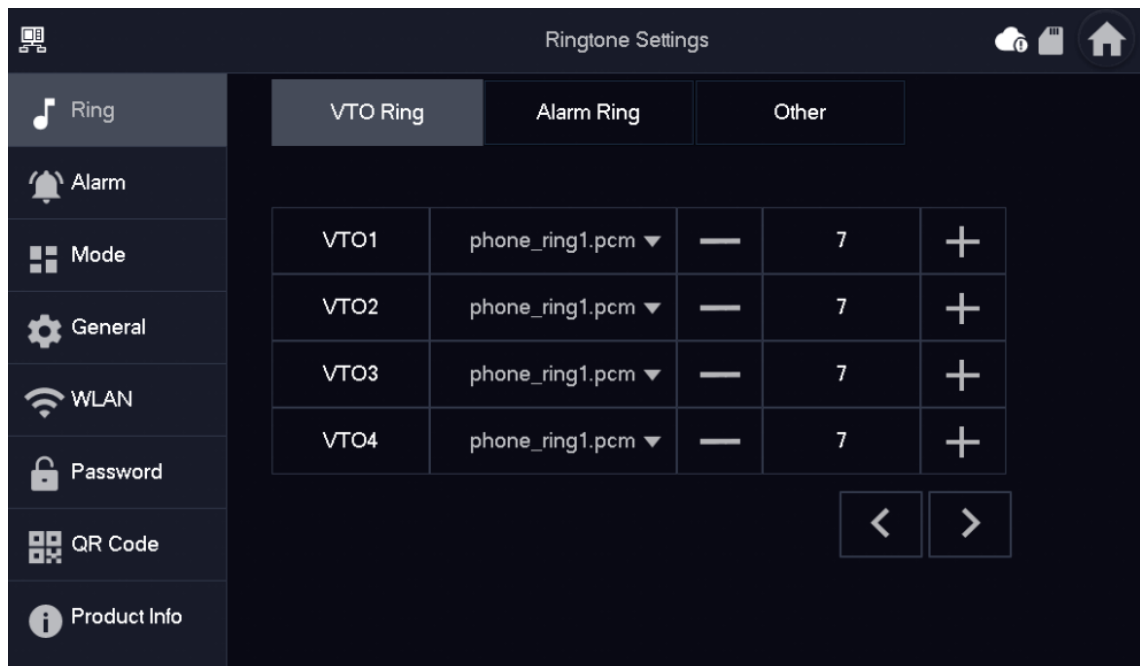 Ringtone Settings
Ring
Alarm
Mode
General
WLAN
Password
QR Code
Product Info
VTO Ring Alarm Ring Other
VTO1 phone_ring1.pcm 7
VTO2 phone_ring1.pcm 7
VTO3 phone_ring1.pcm 7
VTO4 phone_ring1.pcm 7